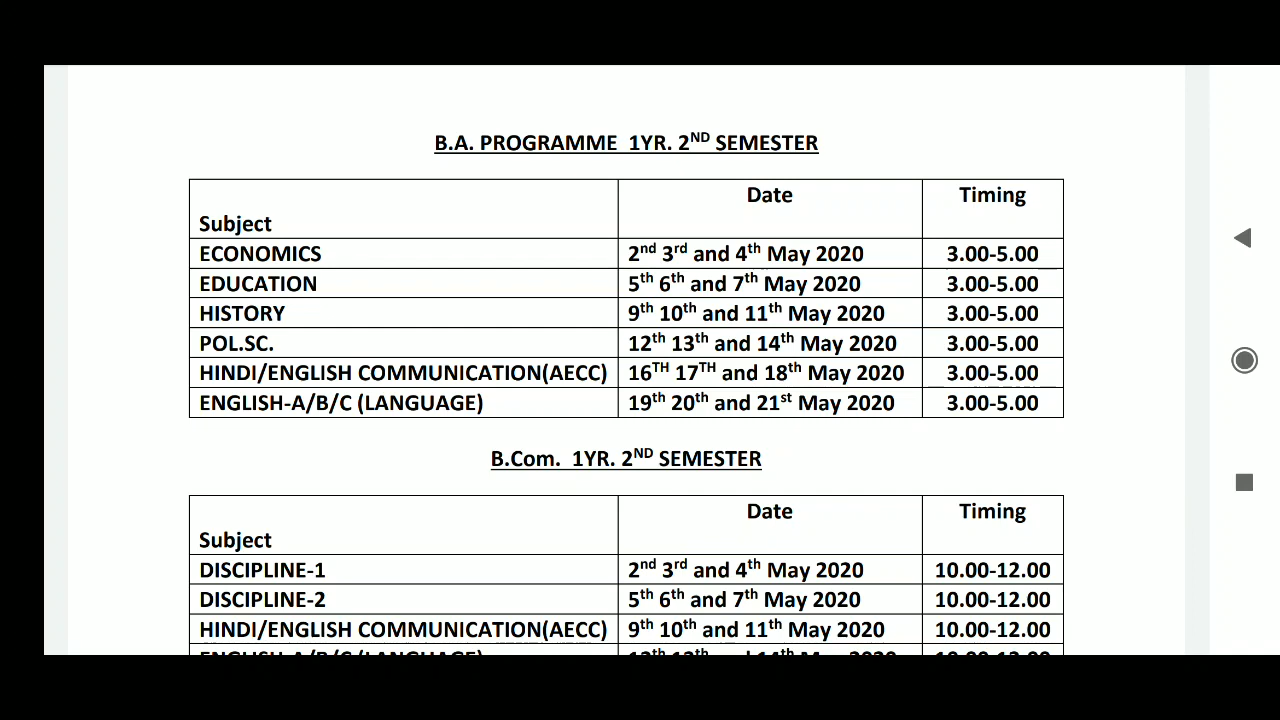 B.A. PROGRAMME 1YR. 2ND SEMESTER
Subject Date Timing
ECONOMICS 2nd 3rd and 4th May 2020 3.00-5.00
EDUCATION 5th 6th and 7th May 2020 3.00-5.00
HISTORY 9th 10th and 11th May 2020 3.00-5.00
POL.SC. 12th 13th and 14th May 2020 3.00-5.00
HINDI/ENGLISH COMMUNICATION(AECC) 16TH 17TH and 18th May 2020 3.00-5.00
ENGLISH-A/B/C (LANGUAGE) 19th 20th and 21st May 2020 3.00-5.00
B.Com. 1YR. 2ND SEMESTER
Subject Date Timing
DISCIPLINE-1 2nd 3rd and 4th May 2020 10.00-12.00
DISCIPLINE-2 5th 6th and 7th May 2020 10.00-12.00
HINDI/ENGLISH COMMUNICATION(AECC) 9th 10th and 11th May 2020 10.00-12.00